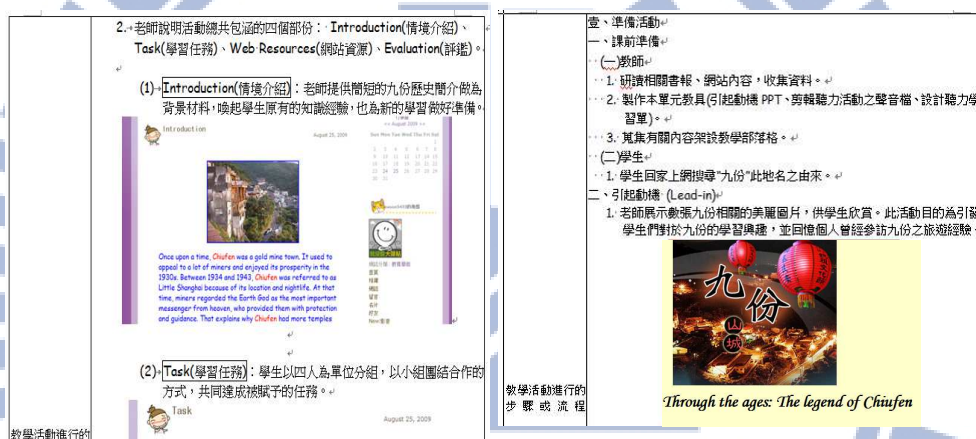 2. 老師說明活動總共包涵的四個部份：Introduction(情境介紹)、
Task(學習任務)、Web Resources(網站資源)、Evaluation(評鑑)。
(1) Introduction(情境介紹)：老師提供簡短的九份歷史簡介做為
背景材料，喚起學生原有的知識經驗，也為新的學習做好準備。
Introduction
August 25, 2009
Once upon a time, Chiufen was a gold mine town. It used to
appeal to a lot of miners and enjoyed its prosperity in the
1930s. Between 1934 and 1943, Chiufen was referred to as
Little Shanghai because of its location and nightlife. At that
time, miners regarded the Earth God as the most important
messenger from heaven, who provided them with protection
and guidance. That explains why Chiufen had more temples
(2) Task(學習任務)：學生以四人為單位分組，以小組團結合作的
方式，共同達成被賦予的任務。
Task
August 25, 2009
教學活動進行的
壹、準備活動
一、課前準備
(一)教師
1. 研讀相關書報、網站內容，收集資料。
2. 製作本單元教具(引起動機 PPT、剪輯聽力活動之聲音檔、設計聽力學
習單)。
3. 蒐集有關內容架設教學部落格。
(二)學生
1. 學生回家上網搜尋"九份"此地名之由來。
二、引起動機 (Lead-in)
1. 老師展示數張九份相關的美麗圖片，供學生欣賞。此活動目的為引發
學生們對於九份的學習興趣，並回憶個人曾經參訪九份之旅遊經驗。
九份
山城
Through the ages: The legend of Chiufen
教學活動進行的
步驟或流程